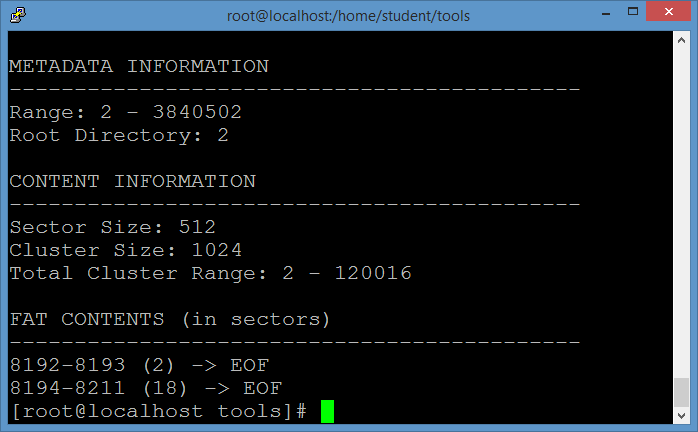 root@localhost:/home/student/tools
METADATA INFORMATION
--------------------------------------------
Range: 2 - 3840502
Root Directory: 2
CONTENT INFORMATION
--------------------------------------------
Sector Size: 512
Cluster Size: 1024
Total Cluster Range: 2 - 120016
FAT CONTENTS (in sectors)
--------------------------------------------
8192-8193 (2) -> EOF
8194-8211 (18) -> EOF
[root@localhost tools]#